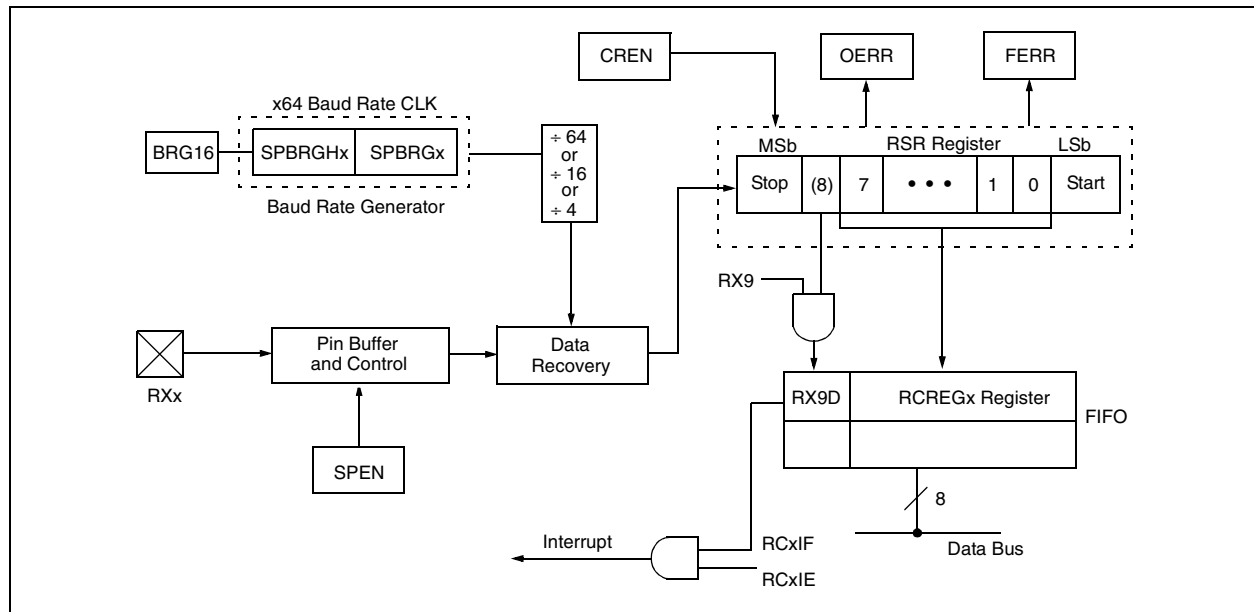 CREN
OERR
FERR
x64 Baud Rate CLK
BRG16
SPBRGHx
SPBRGx
Baud Rate Generator
÷ 64
or
÷ 16
or
÷ 4
MSb
RSR Register
LSb
Stop
(8)
7
• • •
1
0
Start
RX9
RXx
Pin Buffer
and Control
Data
Recovery
SPEN
RX9D
RCREGx Register
FIFO
8
Data Bus
Interrupt
RCxIF
RCxIE